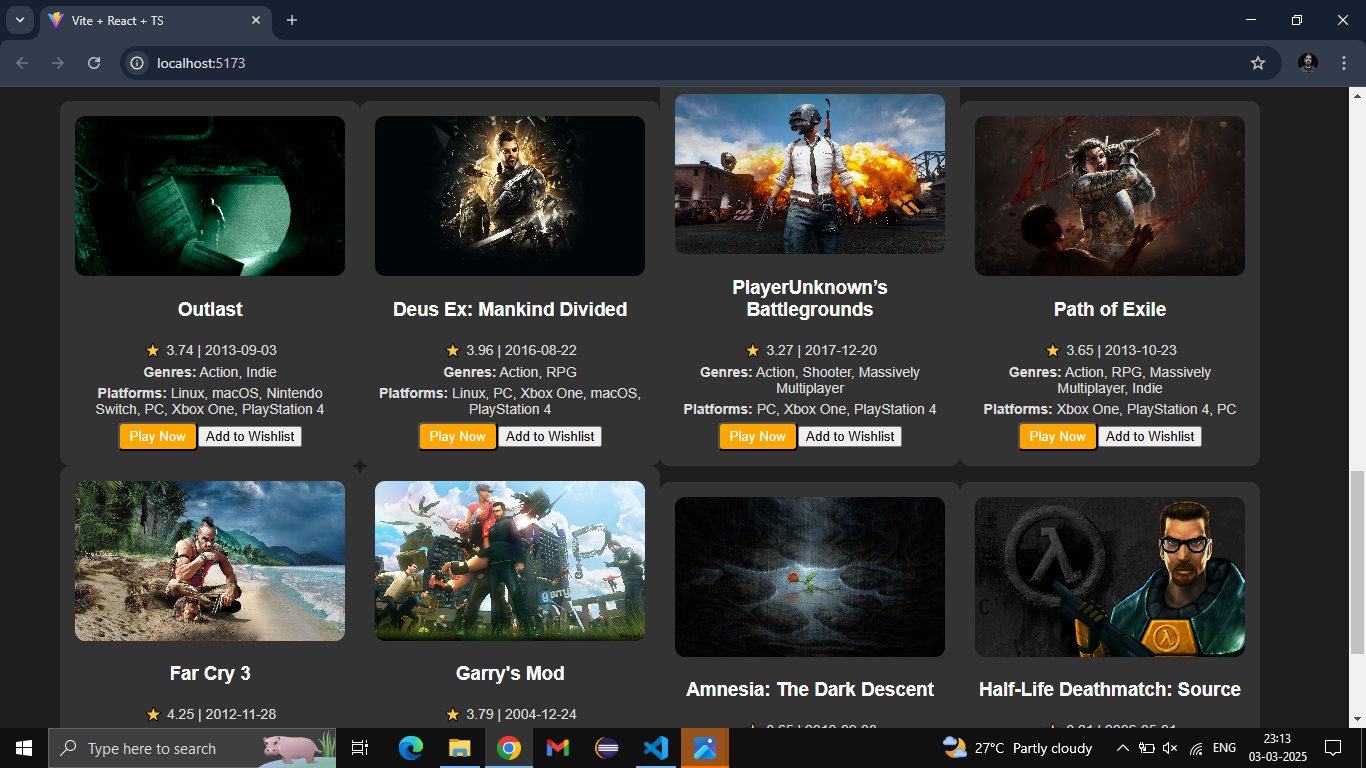 Vite + React + TS
localhost:5173
Outlast
★ 3.74 | 2013-09-03
Genres: Action, Indie
Platforms: Linux, macOS, Nintendo
Switch, PC, Xbox One, PlayStation 4
Play Now Add to Wishlist
Deus Ex: Mankind Divided
★ 3.96 | 2016-08-22
Genres: Action, RPG
Platforms: Linux, PC, Xbox One, macOS,
PlayStation 4
Play Now Add to Wishlist
PlayerUnknown’s
Battlegrounds
★ 3.27 | 2017-12-20
Genres: Action, Shooter, Massively
Multiplayer
Platforms: PC, Xbox One, PlayStation 4
Play Now Add to Wishlist
Path of Exile
★ 3.65 | 2013-10-23
Genres: Action, RPG, Massively
Multiplayer, Indie
Platforms: Xbox One, PlayStation 4, PC
Play Now Add to Wishlist
Far Cry 3
★ 4.25 | 2012-11-28
garry's
Garry's Mod
★ 3.79 | 2004-12-24
Amnesia: The Dark Descent
Half-Life Deathmatch: Source
Type here to search
27°C Partly cloudy
ENG
23:13
03-03-2025